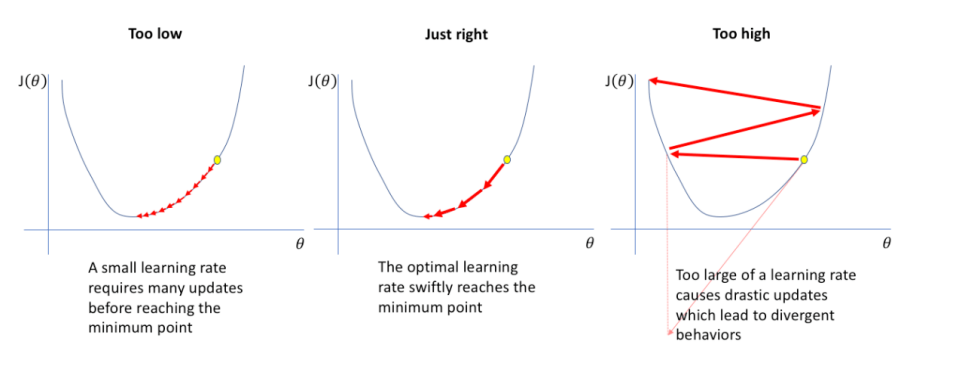 Too low
Just right
Too high
J(θ)
J(θ)
J(θ)
θ
θ
θ
A small learning rate
requires many updates
before reaching the
minimum point
The optimal learning
rate swiftly reaches the
minimum point
Too large of a learning rate
causes drastic updates
which lead to divergent
behaviors